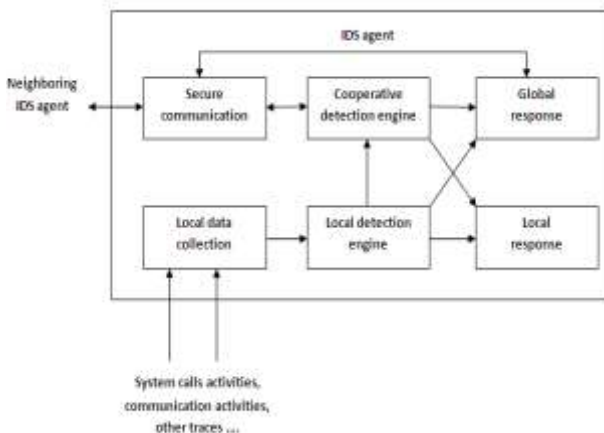 IDS agent
Neighboring
IDS agent
Secure
communication
Cooperative
detection engine
Global
response
Local data
collection
Local detection
engine
Local
response
System calls activities,
communication activities,
other traces ...